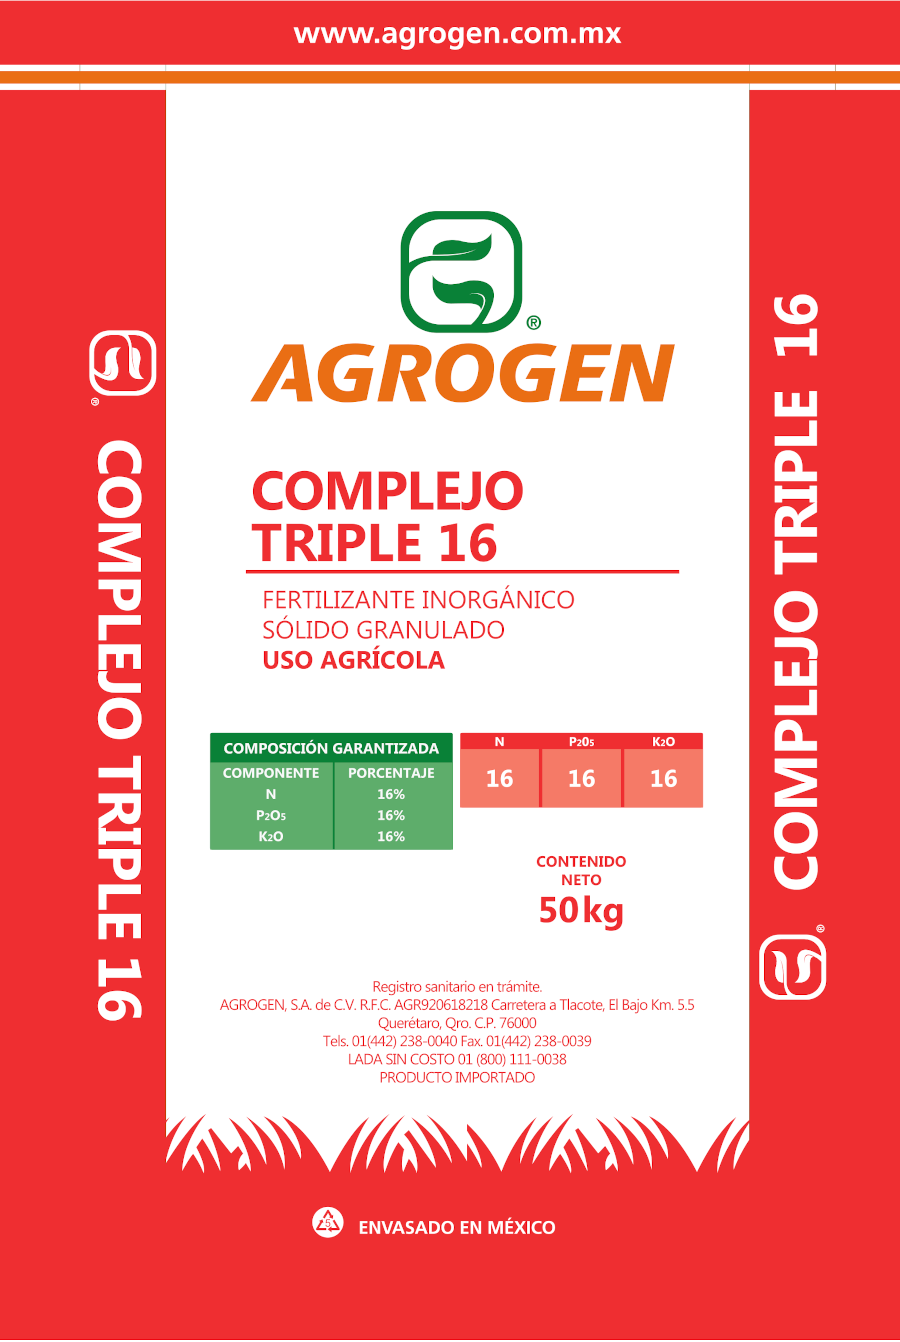 www.agrogen.com.mx
®
AGROGEN
COMPLEJO
TRIPLE 16
FERTILIZANTE INORGÁNICO
SÓLIDO GRANULADO
USO AGRÍCOLA
COMPOSICIÓN GARANTIZADA
COMPONENTE PORCENTAJE
N 16%
P2O5 16%
K2O 16%
N P2O5 K2O
16 16 16
CONTENIDO
NETO
50kg
Registro sanitario en trámite.
AGROGEN, S.A. de C.V. R.F.C. AGR920618218 Carretera a Tlacote, El Bajo Km. 5.5
Querétaro, Qro. C.P. 76000
Tels. 01(442) 238-0040 Fax. 01(442) 238-0039
LADA SIN COSTO 01 (800) 111-0038
PRODUCTO IMPORTADO
5
ENVASADO EN MÉXICO
®
COMPLEJO TRIPLE 16
®
COMPLEJO TRIPLE 16